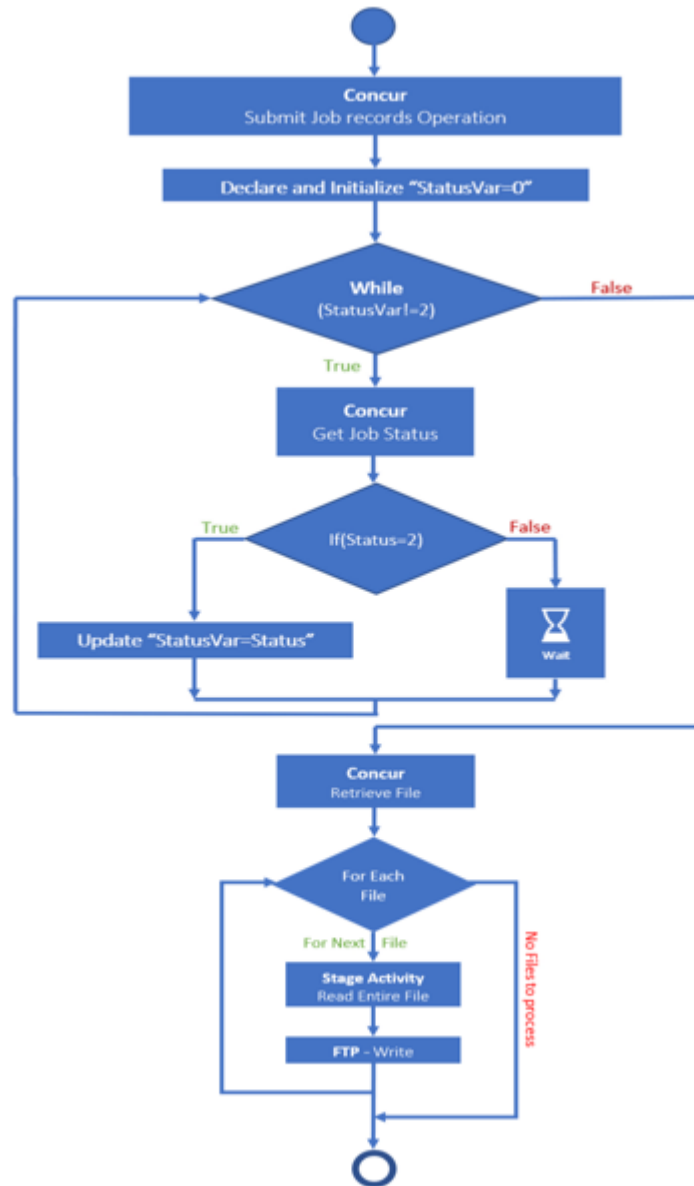 Concur
Submit Job records Operation
Declare and Initialize “StatusVar=0”
While
(StatusVar!=2)
False
True
Concur
Get Job Status
True
If(Status=2)
False
Update “StatusVar=Status”
Wait
Concur
Retrieve File
For Each
File
For Next File
No Files to process
Stage Activity
Read Entire File
FTP - Write